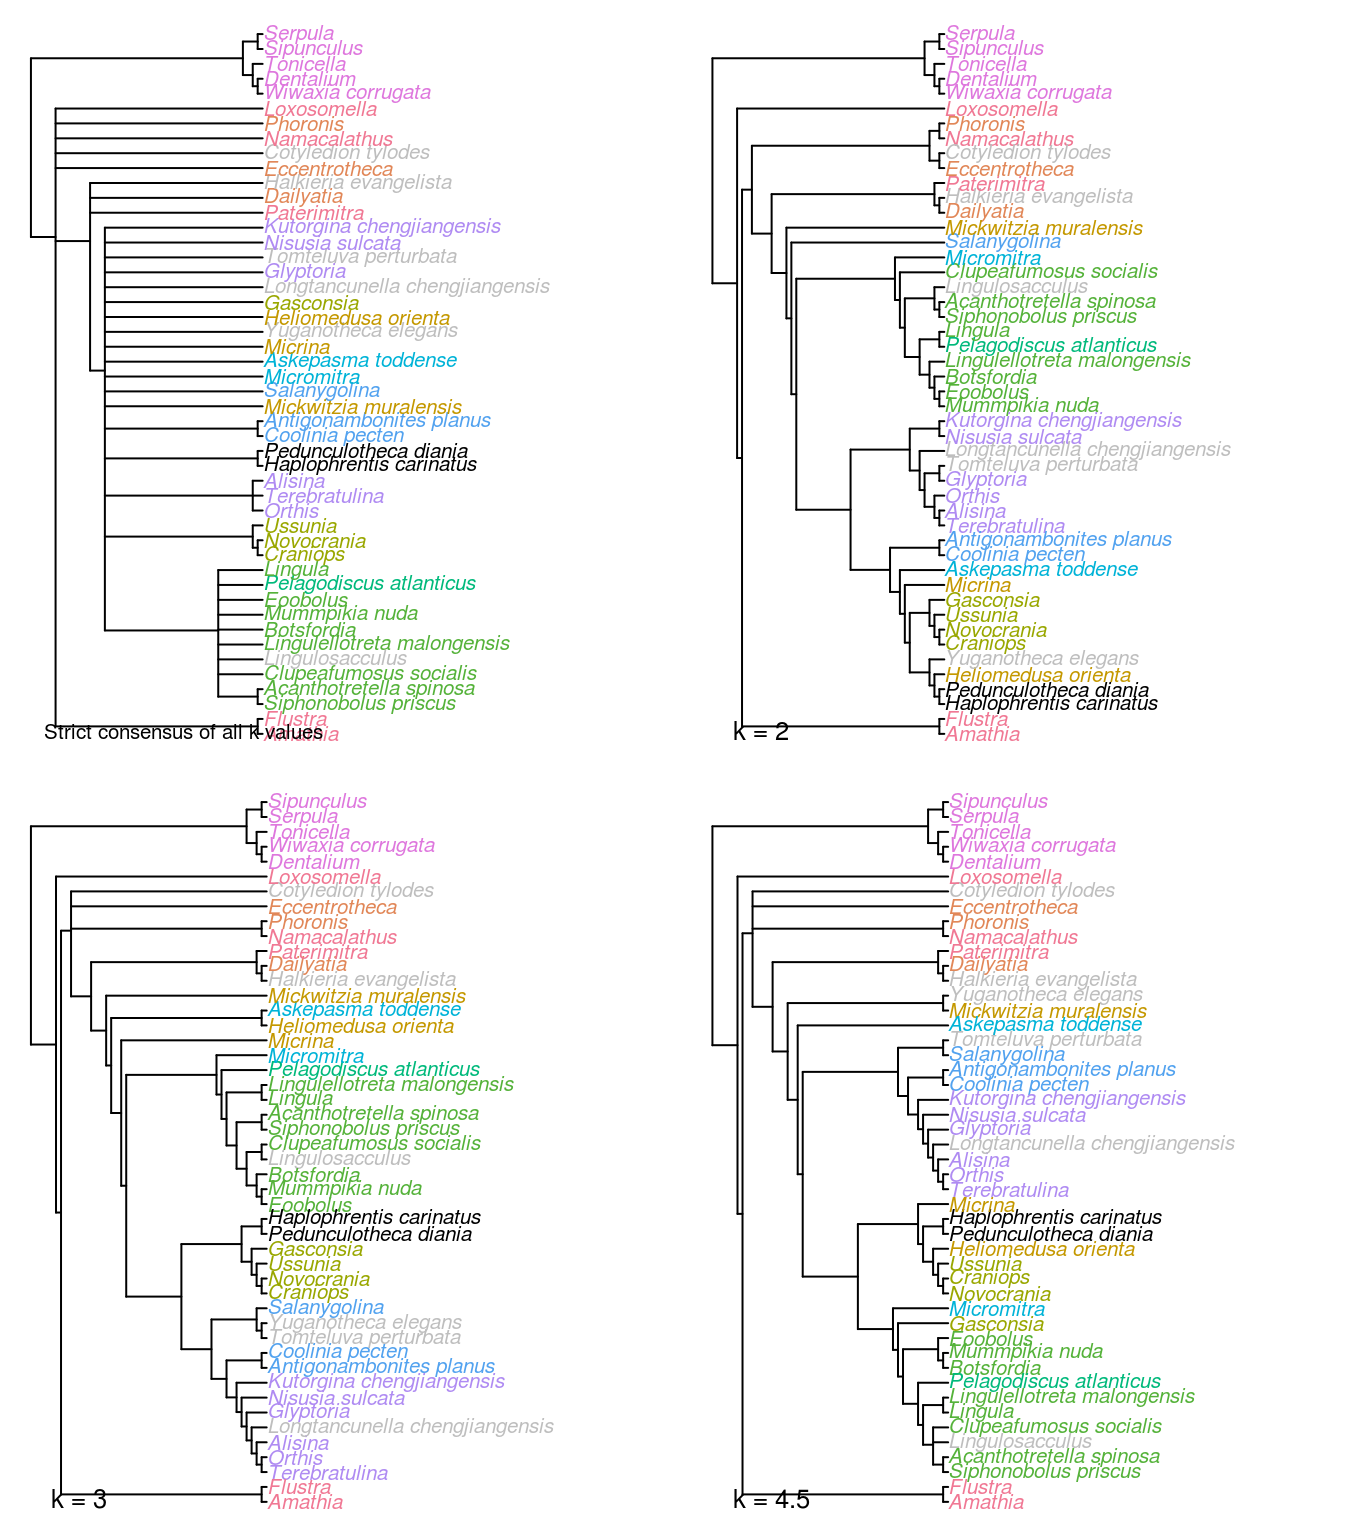 Serpula
Sipunculus
Tonicella
Dentalium
Wiwaxia corrugata
Loxosomella
Phoronis
Namacalathus
Cotyledion tylodes
Eccentrotheca
Halkieria evangelista
Dailyatia
Paterimitra
Kutorgina chengjiangensis
Nisusia sulcata
Tomteluva perturbata
Glyptoria
Longtancunella chengjiangensis
Gasconsia
Heliomedusa orienta
Yuganotheca elegans
Micrina
Askepasma toddense
Micromitra
Salanygolina
Mickwitzia muralensis
Antigonambonites planus
Coolinia pecten
Pedunculotheca diania
Haplophrentis carinatus
Alisina
Terebratulina
Orthis
Ussunia
Novocrania
Craniops
Lingula
Pelagodiscus atlanticus
Eoobolus
Mummpikia nuda
Botsfordia
Lingulellotreta malongensis
Lingulosacculus
Clupeafumosus socialis
Acanthotretella spinosa
Siphonobolus priscus
Flustra
Amathia
Strict consensus of all k values
Serpula
Sipunculus
Tonicella
Dentalium
Wiwaxia corrugata
Loxosomella
Phoronis
Namacalathus
Cotyledion tylodes
Eccentrotheca
Paterimitra
Halkieria evangelista
Dailyatia
Mickwitzia muralensis
Salanygolina
Micromitra
Clupeafumosus socialis
Lingulosacculus
Acanthotretella spinosa
Siphonobolus priscus
Lingula
Pelagodiscus atlanticus
Lingulellotreta malongensis
Botsfordia
Eoobolus
Mummpikia nuda
Kutorgina chengjiangensis
Nisusia sulcata
Longtancunella chengjiangensis
Tomteluva perturbata
Glyptoria
Orthis
Alisina
Terebratulina
Antigonambonites planus
Coolinia pecten
Askepasma toddense
Micrina
Gasconsia
Ussunia
Novocrania
Craniops
Yuganotheca elegans
Heliomedusa orienta
Pedunculotheca diania
Haplophrentis carinatus
Flustra
Amathia
k = 2
Sipunculus
Serpula
Tonicella
Wiwaxia corrugata
Dentalium
Loxosomella
Cotyledion tylodes
Eccentrotheca
Phoronis
Namacalathus
Paterimitra
Dailyatia
Halkieria evangelista
Mickwitzia muralensis
Askepasma toddense
Heliomedusa orienta
Micrina
Micromitra
Pelagodiscus atlanticus
Lingulellotreta malongensis
Lingula
Acanthotretella spinosa
Siphonobolus priscus
Clupeafumosus socialis
Lingulosacculus
Botsfordia
Mummpikia nuda
Eoobolus
Haplophrentis carinatus
Pedunculotheca diania
Gasconsia
Ussunia
Novocrania
Craniops
Salanygolina
Yuganotheca elegans
Tomteluva perturbata
Coolinia pecten
Antigonambonites planus
Kutorgina chengjiangensis
Nisusia sulcata
Glyptoria
Longtancunella chengjiangensis
Alisina
Orthis
Terebratulina
Flustra
Amathia
k = 3
Sipunculus
Serpula
Tonicella
Wiwaxia corrugata
Dentalium
Loxosomella
Cotyledion tylodes
Eccentrotheca
Phoronis
Namacalathus
Paterimitra
Dailyatia
Halkieria evangelista
Yuganotheca elegans
Mickwitzia muralensis
Askepasma toddense
Tomteluva perturbata
Salanygolina
Antigonambonites planus
Coolinia pecten
Kutorgina chengjiangensis
Nisusia sulcata
Glyptoria
Longtancunella chengjiangensis
Alisina
Orthis
Terebratulina
Micrina
Haplophrentis carinatus
Pedunculotheca diania
Heliomedusa orienta
Ussunia
Craniops
Novocrania
Micromitra
Gasconsia
Eoobolus
Mummpikia nuda
Botsfordia
Pelagodiscus atlanticus
Lingulellotreta malongensis
Lingula
Clupeafumosus socialis
Lingulosacculus
Acanthotretella spinosa
Siphonobolus priscus
Flustra
Amathia
k = 4.5